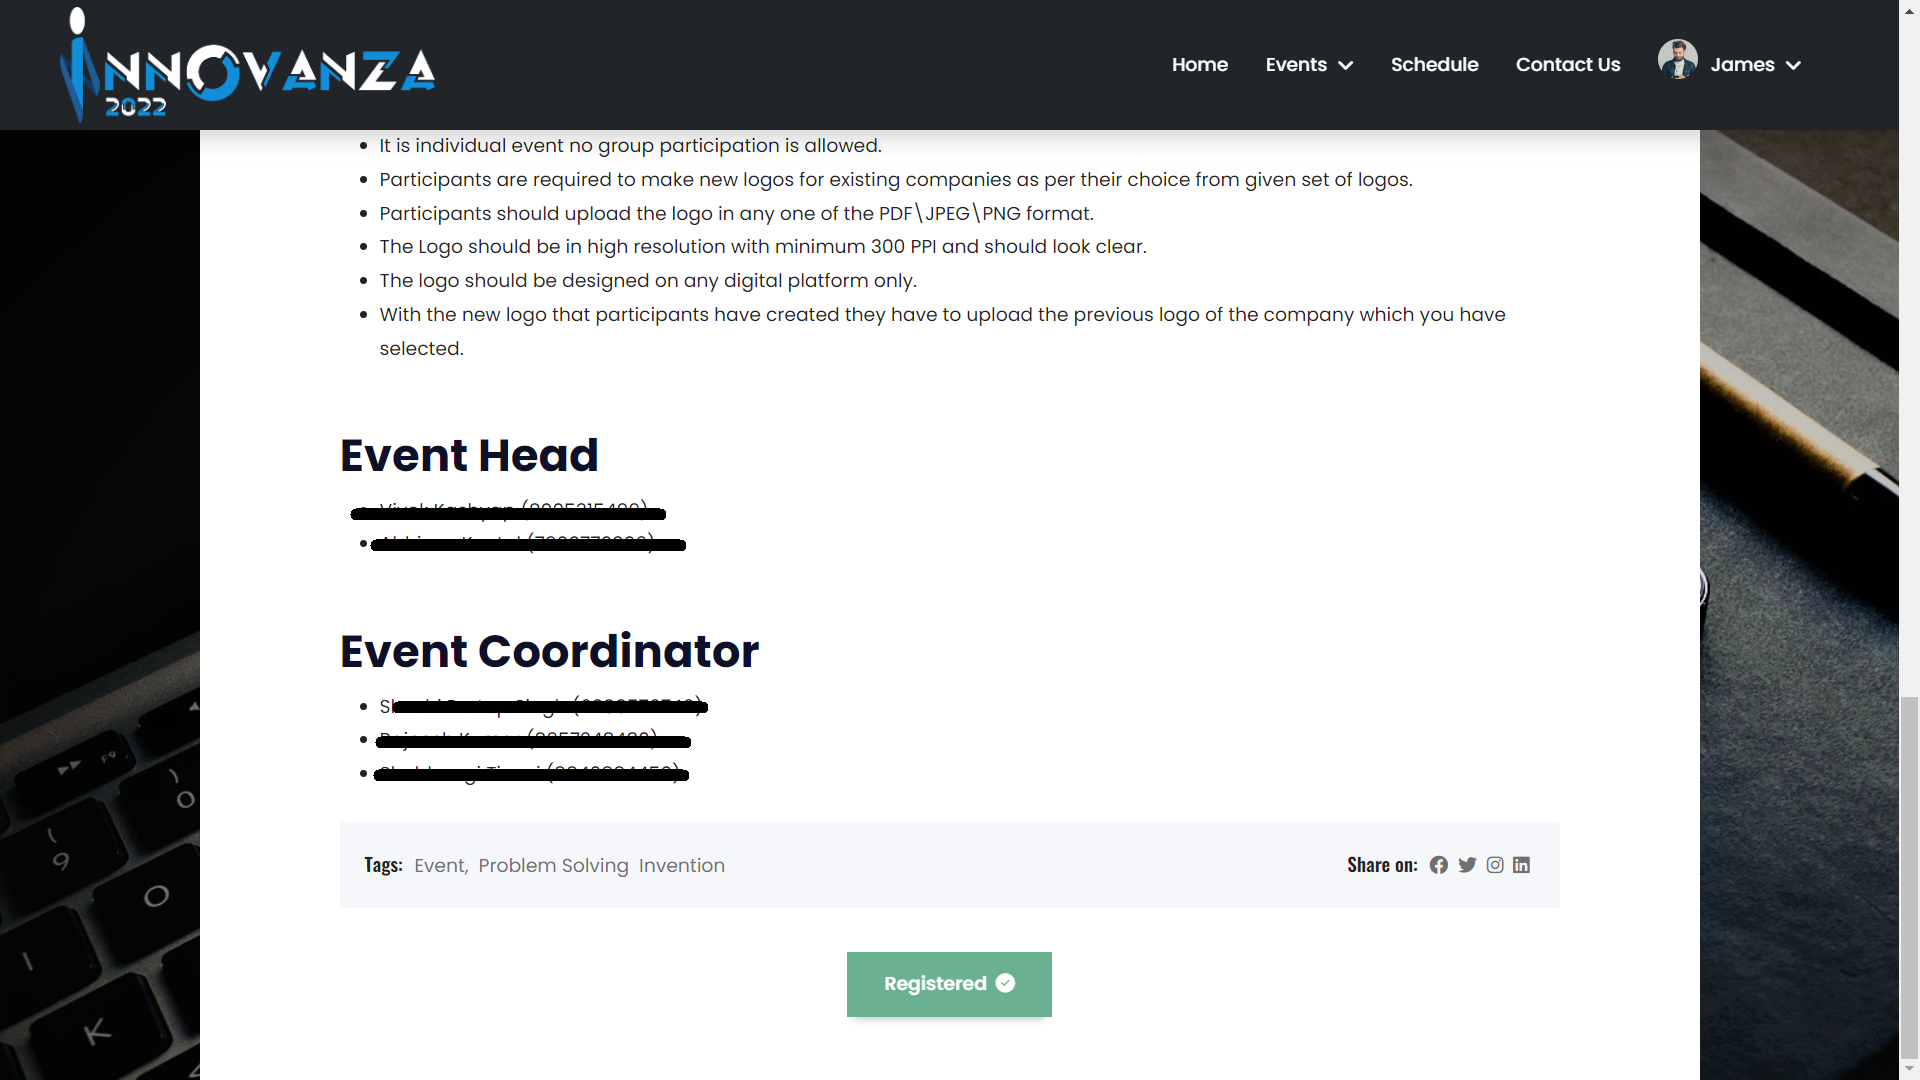 INNOVANZA
2022
Home Events Schedule Contact Us James
It is individual event no group participation is allowed.
Participants are required to make new logos for existing companies as per their choice from given set of logos.
Participants should upload the logo in any one of the PDF\JPEG\PNG format.
The Logo should be in high resolution with minimum 300 PPI and should look clear.
The logo should be designed on any digital platform only.
With the new logo that participants have created they have to upload the previous logo of the company which you have
selected.
Event Head
Event Coordinator
Tags: Event, Problem Solving Invention
Share on:
Registered
F9
9
O
I
K